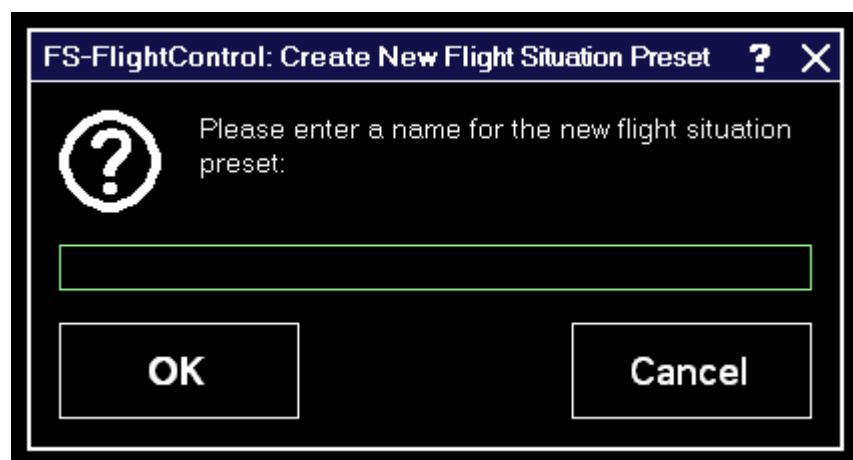 FS-FlightControl: Create New Flight Situation Preset ? X
?
Please enter a name for the new flight situation
preset:
OK
Cancel